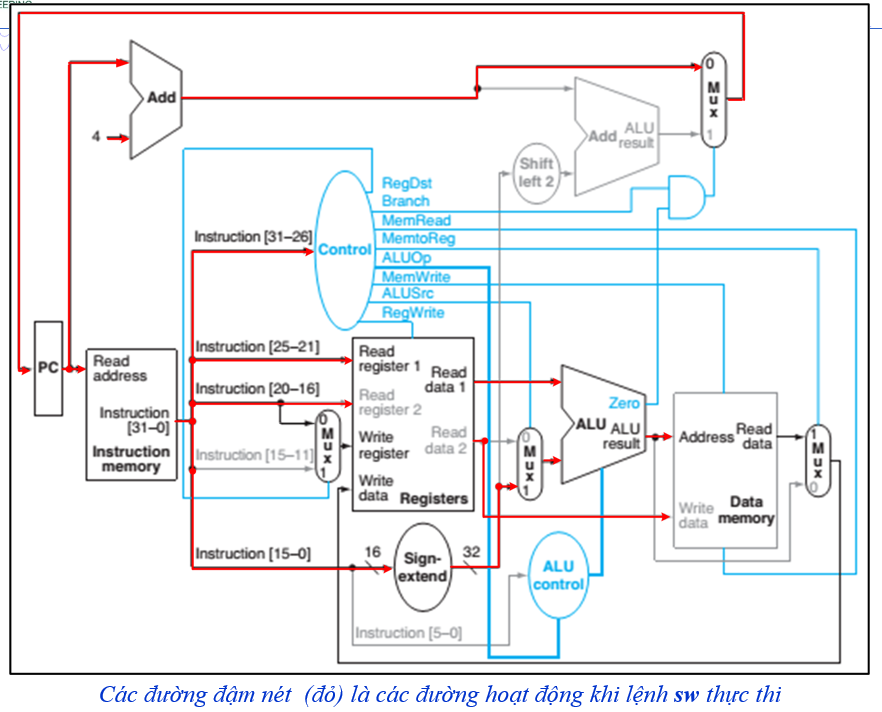 EERING
Add
4
0
M
u
x
1
Add ALU
result
Shift
left 2
RegDst
Branch
MemRead
MemtoReg
ALUOp
MemWrite
ALUSrc
RegWrite
Control
Instruction [31–26]
Instruction [25–21]
Instruction [20–16]
Instruction [15–11]
Instruction [15–0]
Instruction [5–0]
PC
Read
address
Instruction
[31–0]
Instruction
memory
0
M
u
x
1
Read
register 1
Read
register 2
Write
register
Write
data
Read
data 1
Read
data 2
Registers
16
Sign-
extend
32
0
M
u
x
1
Zero
ALU ALU
result
ALU
control
Address
Read
data
Write
data
Data
memory
1
M
u
x
0
Các đường đậm nét (đỏ) là các đường hoạt động khi lệnh sw thực thi